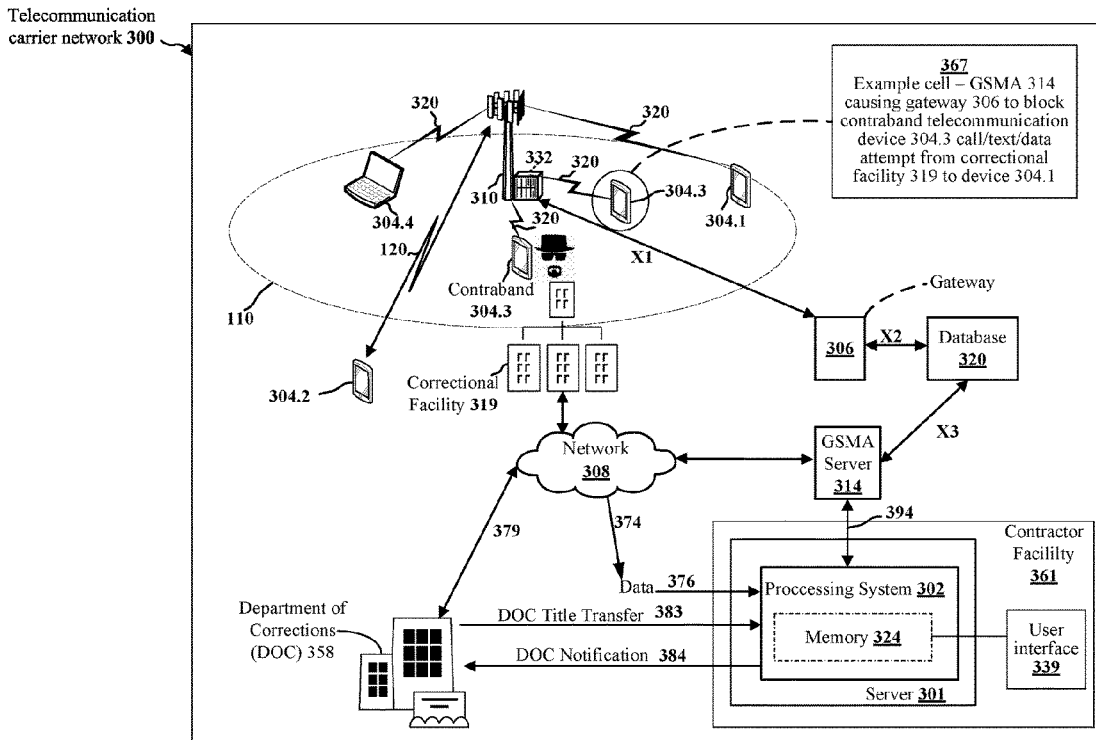 Telecommunication
carrier network 300
367
Example cell – GSMA 314
causing gateway 306 to block
contraband telecommunication
device 304.3 call/text/data
attempt from correctional
facility 319 to device 304.1
320
320
332
320
310
304.3
304.1
304.4
320
120
X1
Contraband
304.3
Gateway
110
306
X2
Database
320
304.2
Correctional
Facility 319
X3
Network
308
GSMA
Server
314
394
379
374
Contractor
Facililty
361
Data 376
Proccessing System 302
Department of
Corrections
(DOC) 358
DOC Title Transfer 383
Memory 324
User
interface
339
DOC Notification 384
Server 301